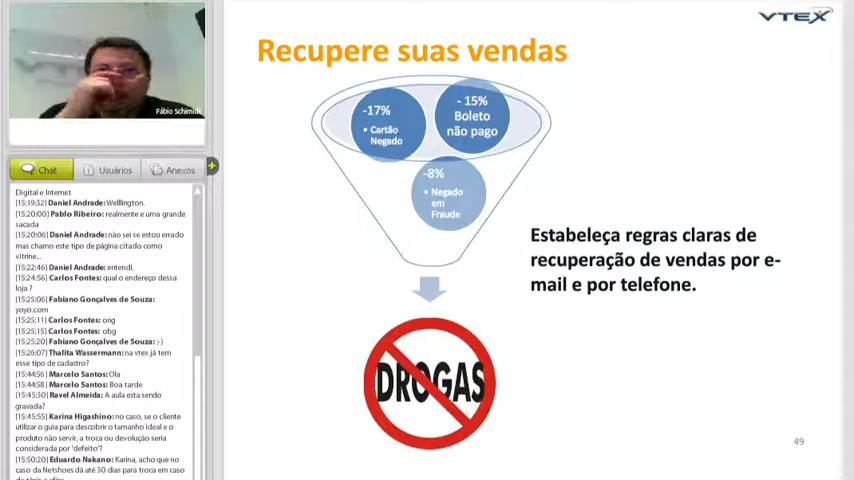 VTEX
Recupere suas vendas
Fábio Schimidt
-17%
• Cartão
Negado
- 15%
Boleto
não pago
-8%
• Negado
em
Fraude
Estabeleça regras claras de
recuperação de vendas por e-
mail e por telefone.
DROGAS
49
Chat
Usuários
Anexos
Digital e Internet
[15:19:32] Daniel Andrade: Welllington.
[15:20:00] Pablo Ribeiro: realmente e uma grande
sacada
[15:20:06] Daniel Andrade: não sei se estou errado
mas chamo este tipo de página citado como
vitrine...
[15:22:46] Daniel Andrade: entendi.
[15:24:56] Carlos Fontes: qual o endereço dessa
loja ?
[15:25:06] Fabiano Gonçalves de Souza:
yoyo.com
[15:25:11] Carlos Fontes: ong
[15:25:15] Carlos Fontes: obg
[15:25:20] Fabiano Gonçalves de Souza: ;-)
[15:26:07] Thalita Wassermann: na vtex já tem
esse tipo de cadastro?
[15:44:56] Marcelo Santos: Ola
[15:44:58] Marcelo Santos: Boa tarde
[15:45:30] Ravel Almeida: A aula esta sendo
gravada?
[15:45:55] Karina Higashino: no caso, se o cliente
utilizar o guia para descobrir o tamanho ideal e o
produto não servir, a troca ou devolução seria
considerada por 'defeito'?
[15:50:20] Eduardo Nakano: Karina, acho que no
caso da Netshoes dá até 30 dias para troca em caso